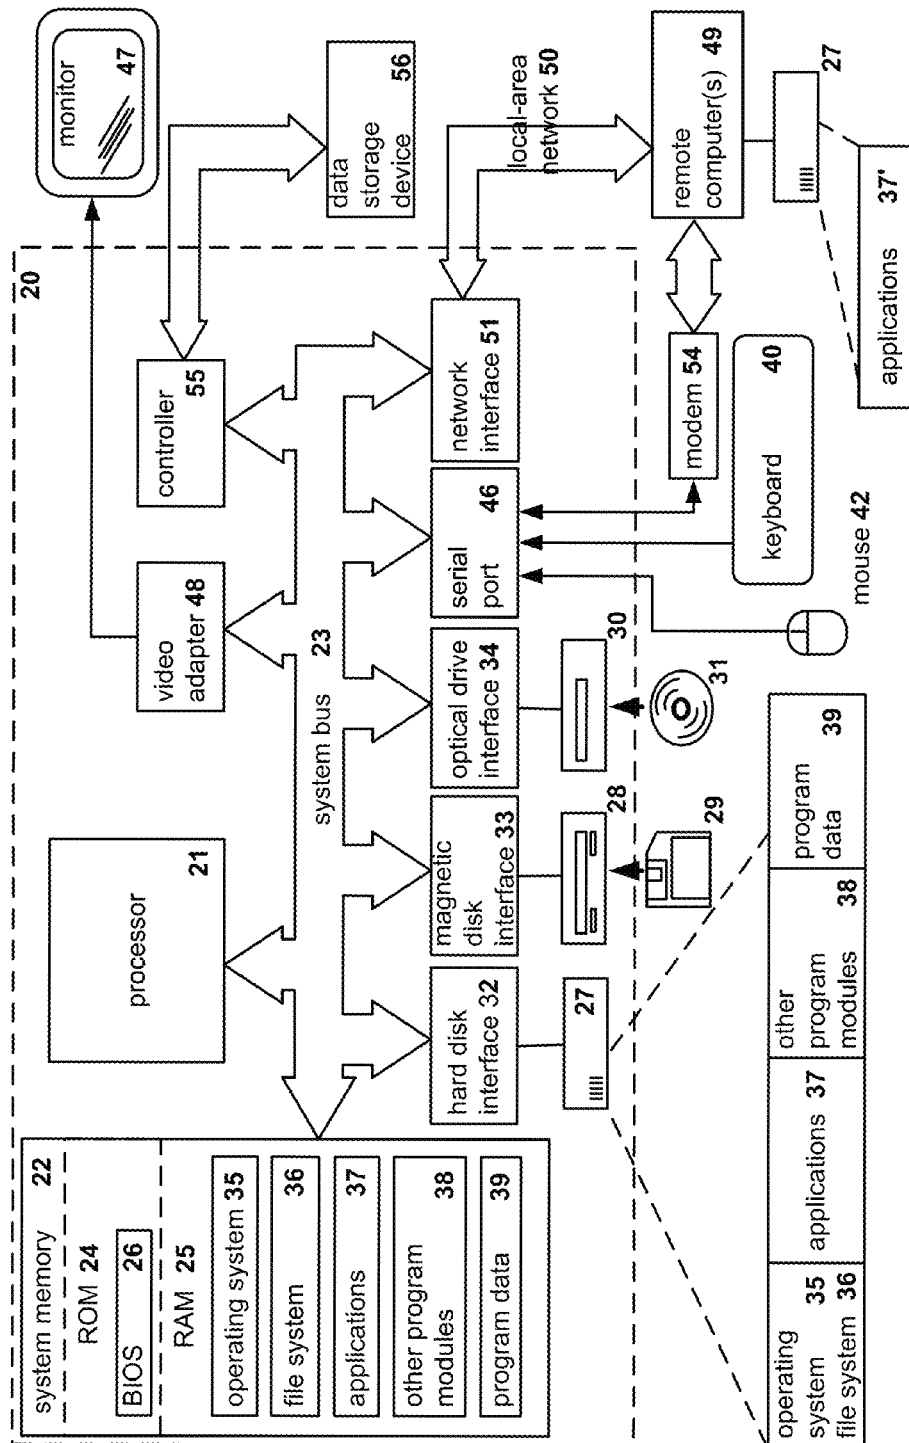 system memory 22
ROM 24
BIOS 26
RAM 25
operating system 35
file system 36
applications 37
other program
modules 38
program data 39
processor 21
video
adapter 48
controller 55
20
monitor 47
data
storage
device 56
system bus 23
hard disk
interface 32
magnetic
disk
interface 33
optical drive
interface 34
serial
port 46
network
interface 51
local-area
network 50
27
28
29
30
31
modem 54
remote
computer(s) 49
27
keyboard 40
mouse 42
applications 37'
operating
system 35
file system 36
applications 37
other
program
modules 38
program
data 39